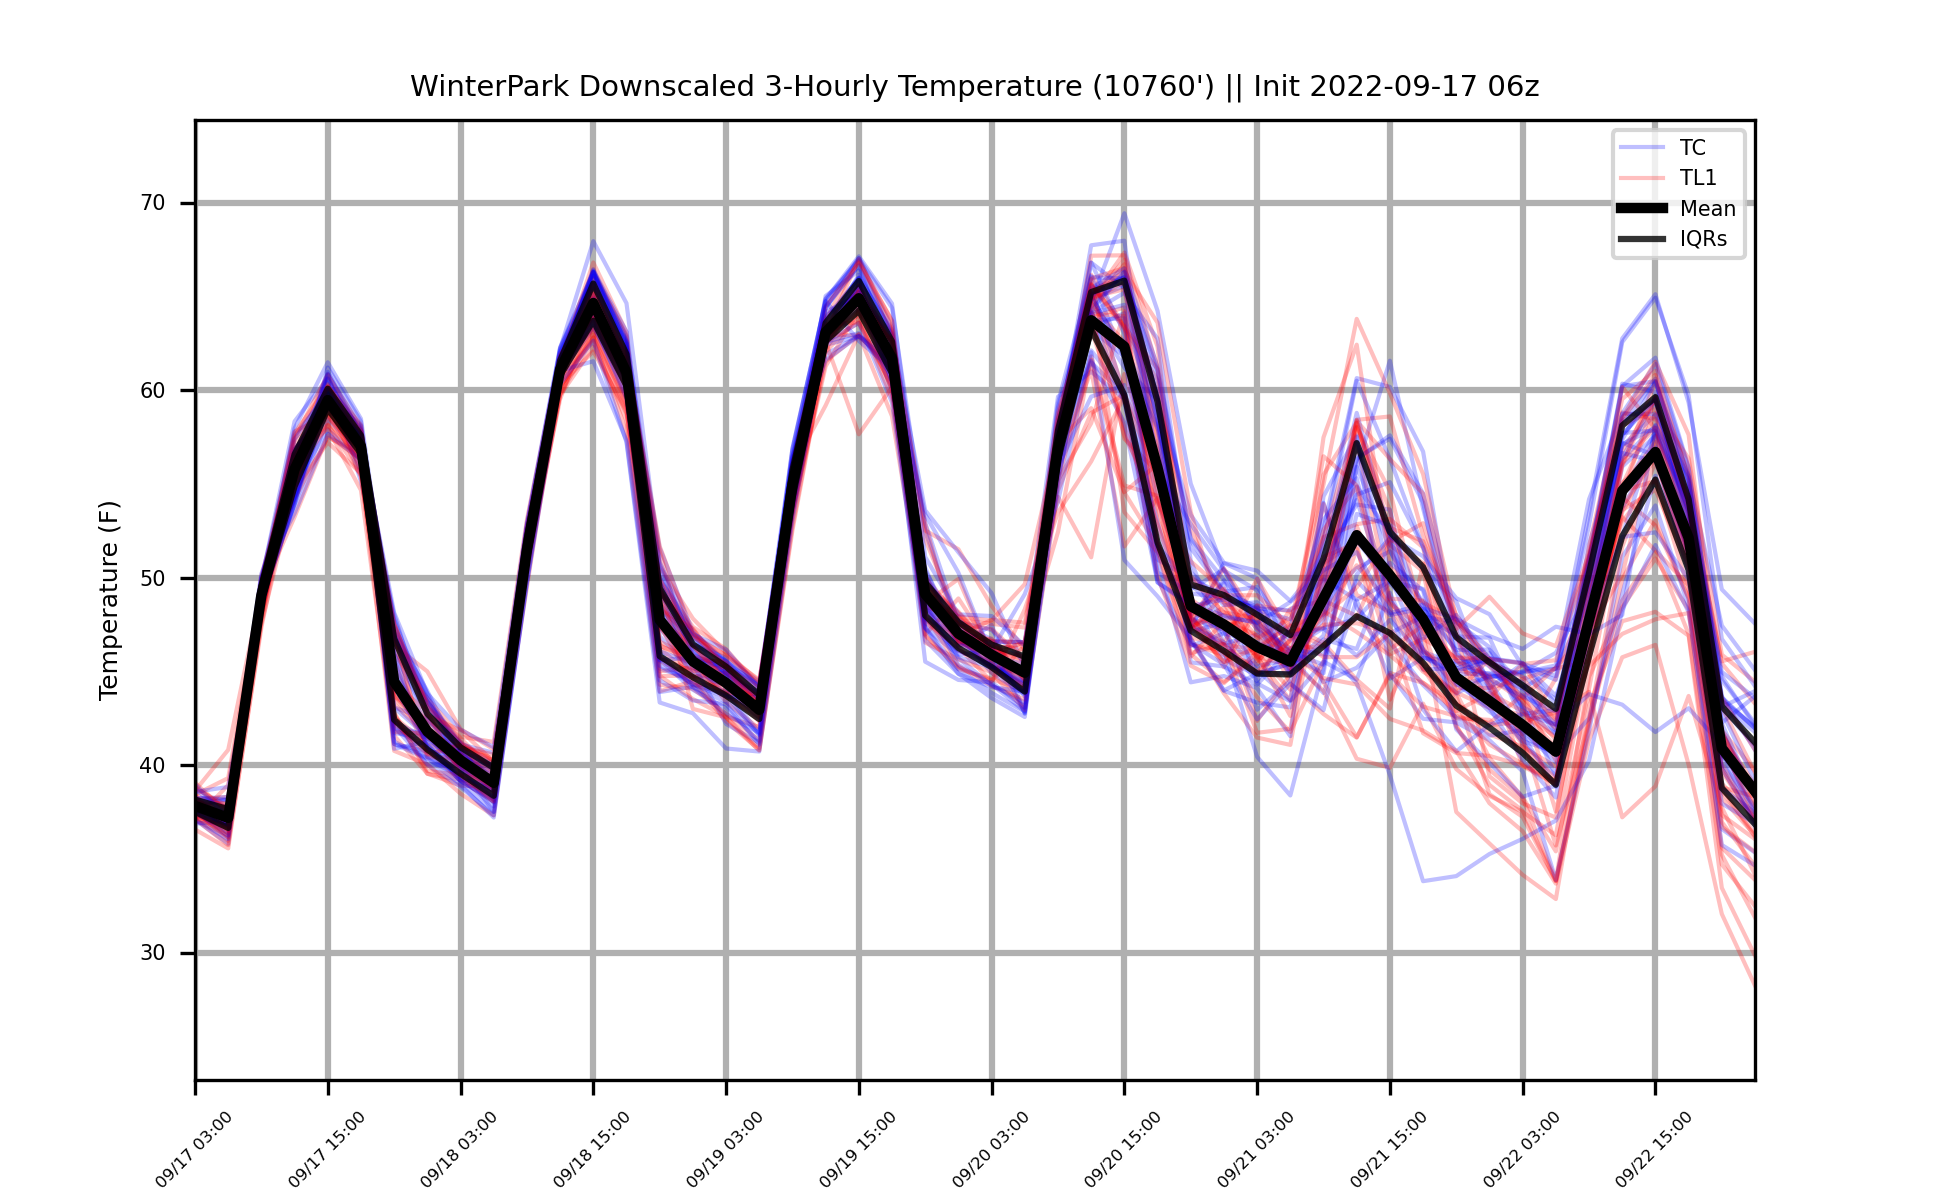 WinterPark Downscaled 3-Hourly Temperature (10760') || Init 2022-09-17 06z
TC
TL1
Mean
IQRs
Temperature (F)
70
60
50
40
30
09/17 03:00
09/17 15:00
09/18 03:00
09/18 15:00
09/19 03:00
09/19 15:00
09/20 03:00
09/20 15:00
09/21 03:00
09/21 15:00
09/22 03:00
09/22 15:00